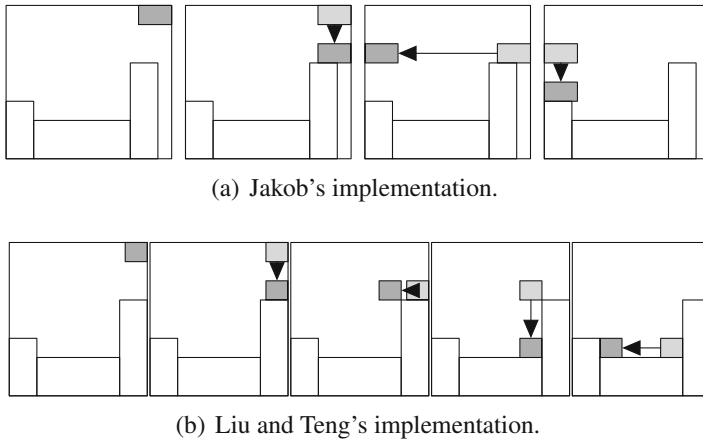 (a) Jakob's implementation.
(b) Liu and Teng's implementation.